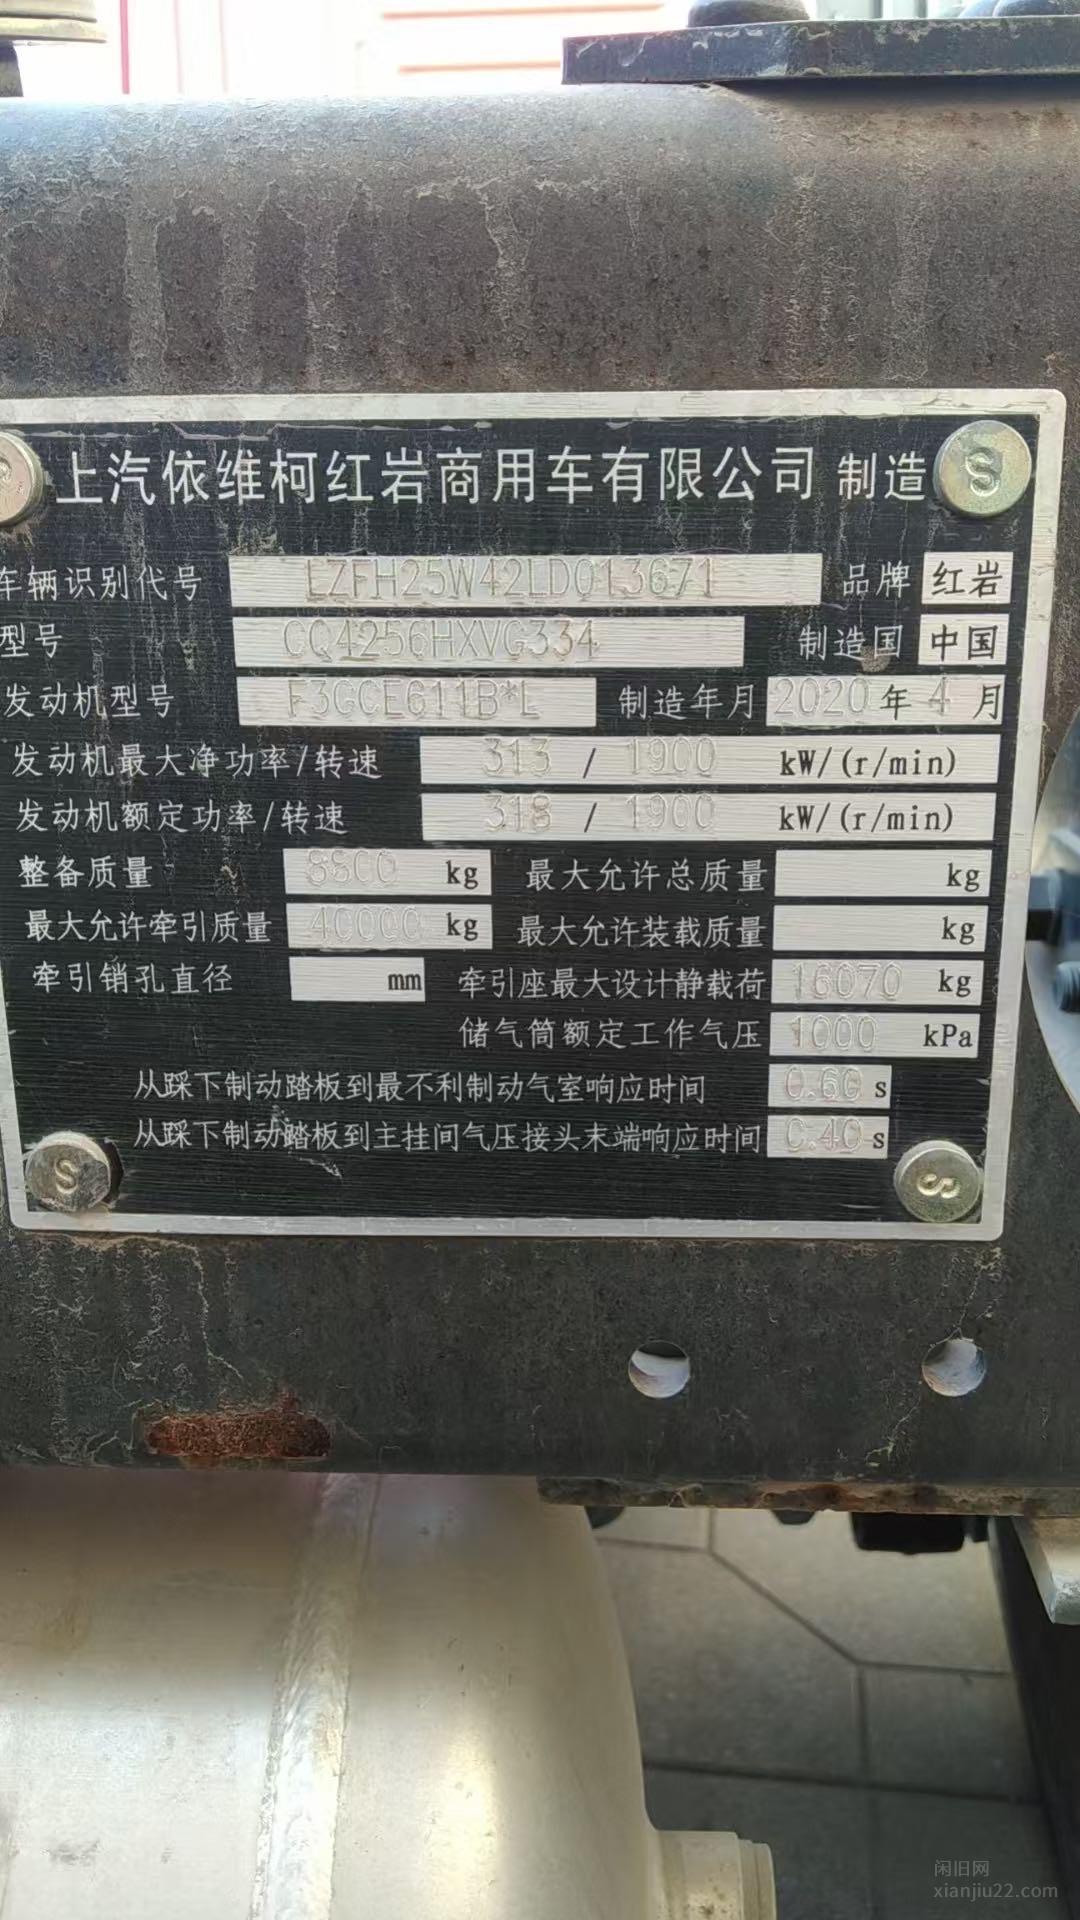 上汽依维柯红岩商用车有限公司 制造
车辆识别代号 LZFH25W42LD013671 品牌 红岩
型号 CQ4256HXVG334 制造国 中国
发动机型号 F3GCE611B*L 制造年月 2020年4月
发动机最大净功率/转速 313 / 1900 kW/(r/min)
发动机额定功率/转速 318 / 1900 kW/(r/min)
整备质量 8800 kg 最大允许总质量 kg
最大允许牵引质量 40000 kg 最大允许装载质量 kg
牵引销孔直径 mm 牵引座最大设计静载荷 16070 kg
储气筒额定工作气压 1000 kPa
从踩下制动踏板到最不利制动气室响应时间 0.60 s
从踩下制动踏板到主挂间气压接头末端响应时间 0.40 s
S
S
S
闲旧网
xianjiu22.com